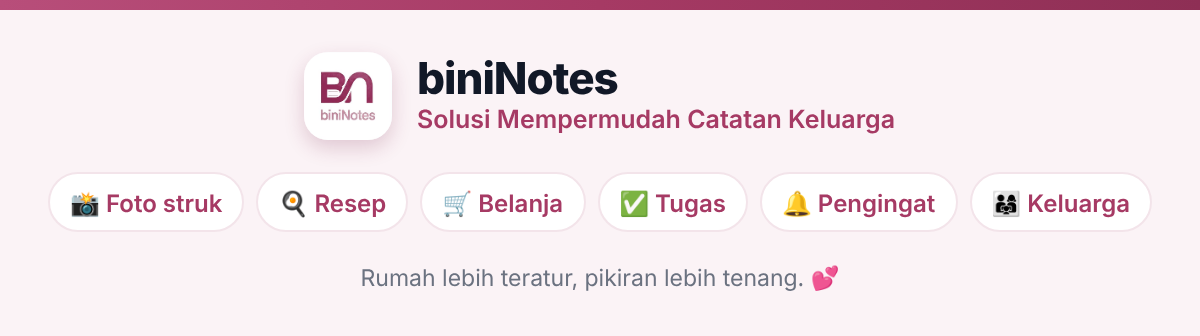 BN
biniNotes
biniNotes
Solusi Mempermudah Catatan Keluarga
📸 Foto struk 🍳 Resep 🛒 Belanja ✅ Tugas 🔔 Pengingat 👨‍👩‍👧 Keluarga
Rumah lebih teratur, pikiran lebih tenang. 💕